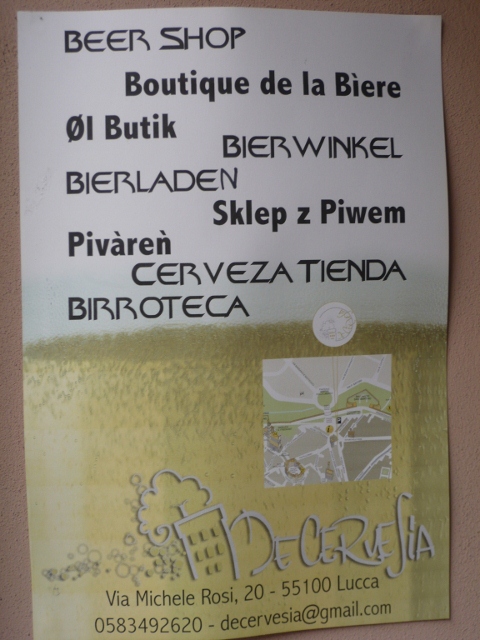 BEER SHOP
Boutique de la Bìere
Øl Butik
BIERWINKEL
BIERLADEN
Sklep z Piwem
Pivàreǹ
CERVEZA TIENDA
BIRROTECA
DE CERVESIA
Via Michele Rosi, 20 - 55100 Lucca
0583492620 - decervesia@gmail.com